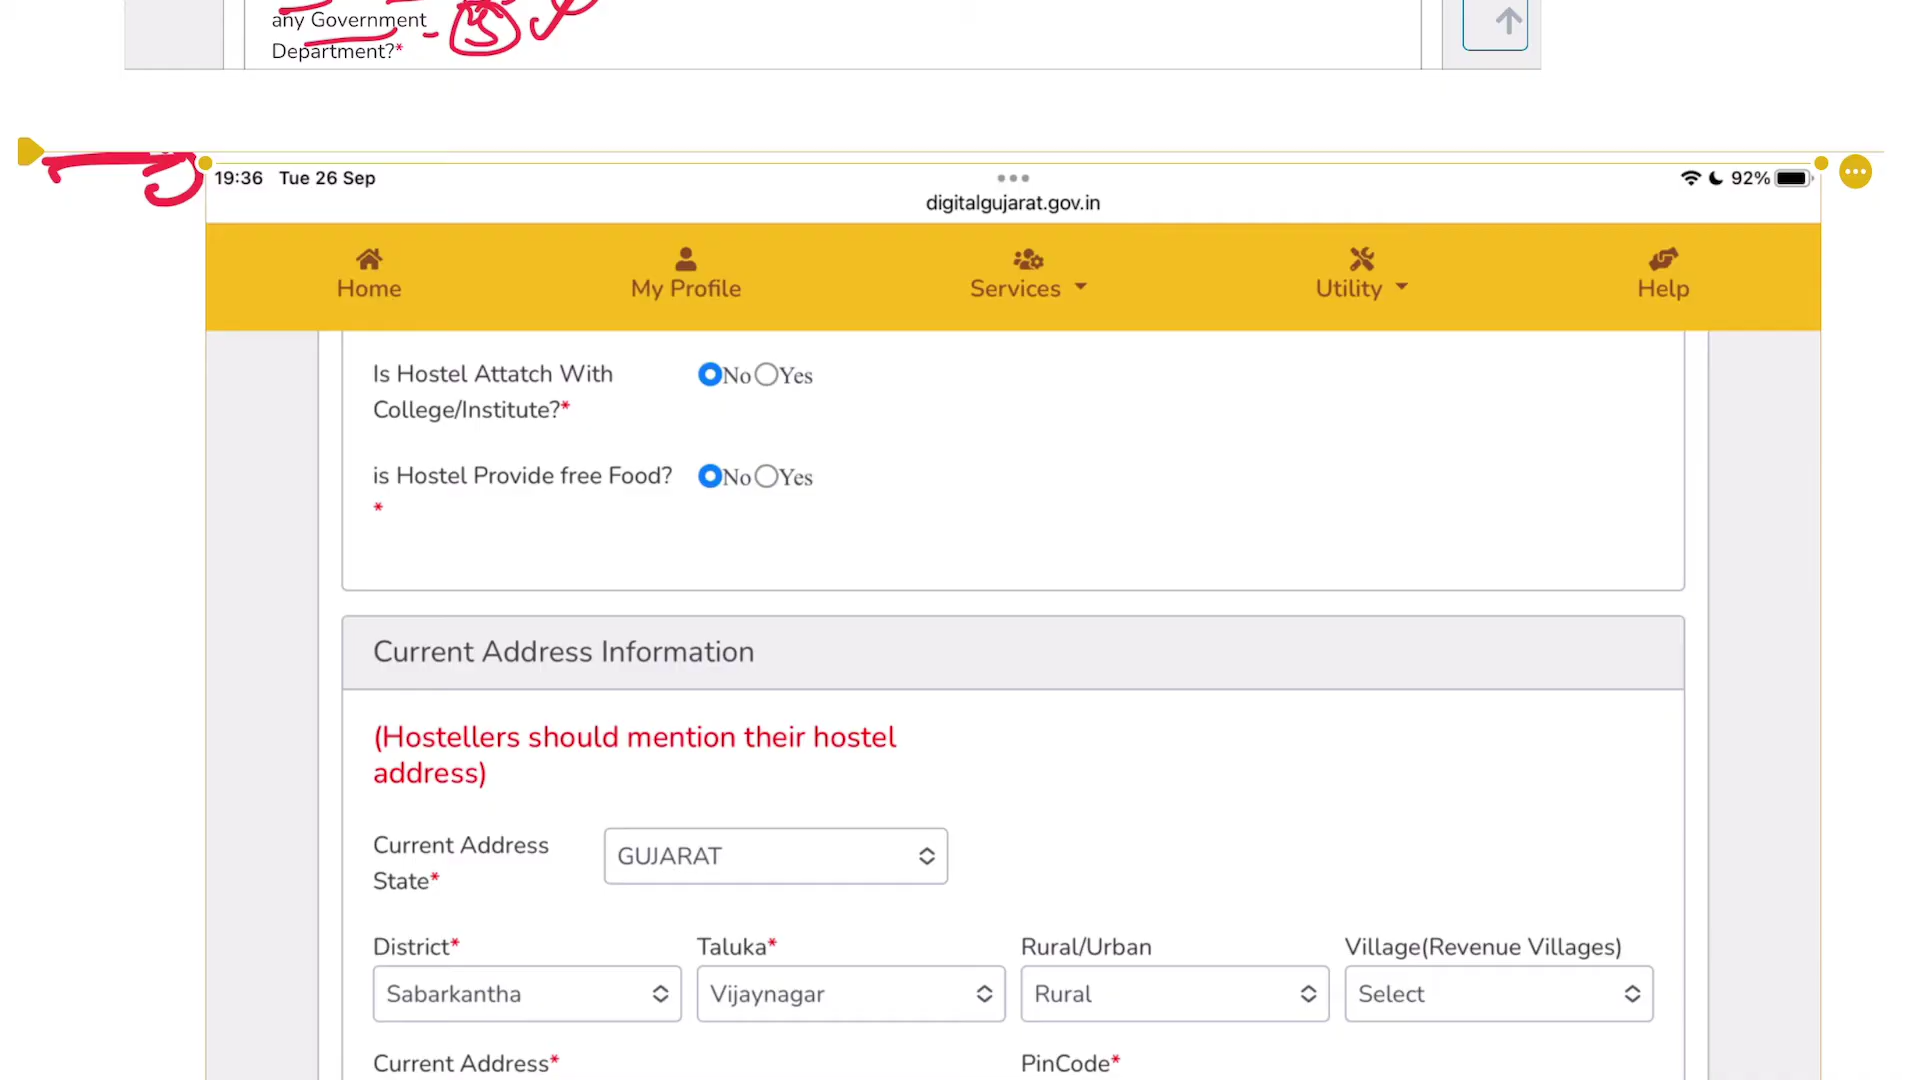 any Government
Department?*
19:36 Tue 26 Sep
digitalgujarat.gov.in
92%
Home
My Profile
Services
Utility
Help
Is Hostel Attatch With
College/Institute?*
No Yes
is Hostel Provide free Food?
*
No Yes
Current Address Information
(Hostellers should mention their hostel
address)
Current Address
State*
GUJARAT
District* Taluka* Rural/Urban Village(Revenue Villages)
Sabarkantha Vijaynagar Rural Select
Current Address* PinCode*